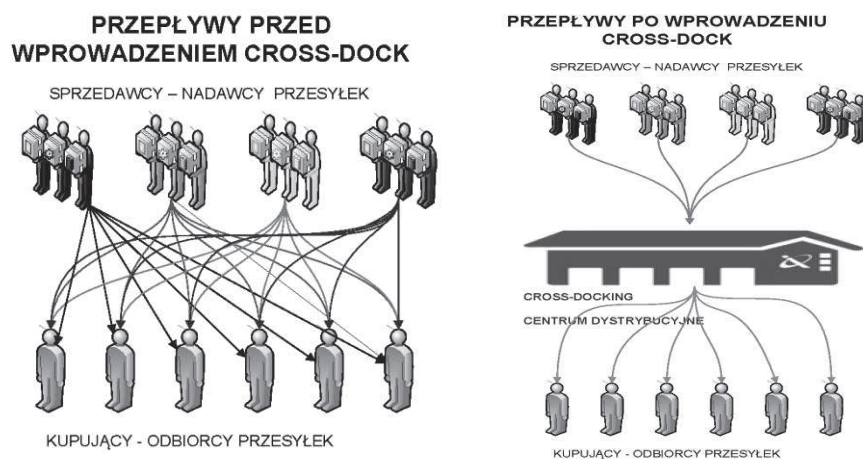 PRZEPŁYWY PRZED
WPROWADZENIEM CROSS-DOCK
SPRZEDAWCY – NADAWCY PRZESYŁEK
KUPUJĄCY - ODBIORCY PRZESYŁEK
PRZEPŁYWY PO WPROWADZENIU
CROSS-DOCK
SPRZEDAWCY – NADAWCY PRZESYŁEK
CROSS-DOCKING
CENTRUM DYSTRYBUCYJNE
KUPUJĄCY - ODBIORCY PRZESYŁEK